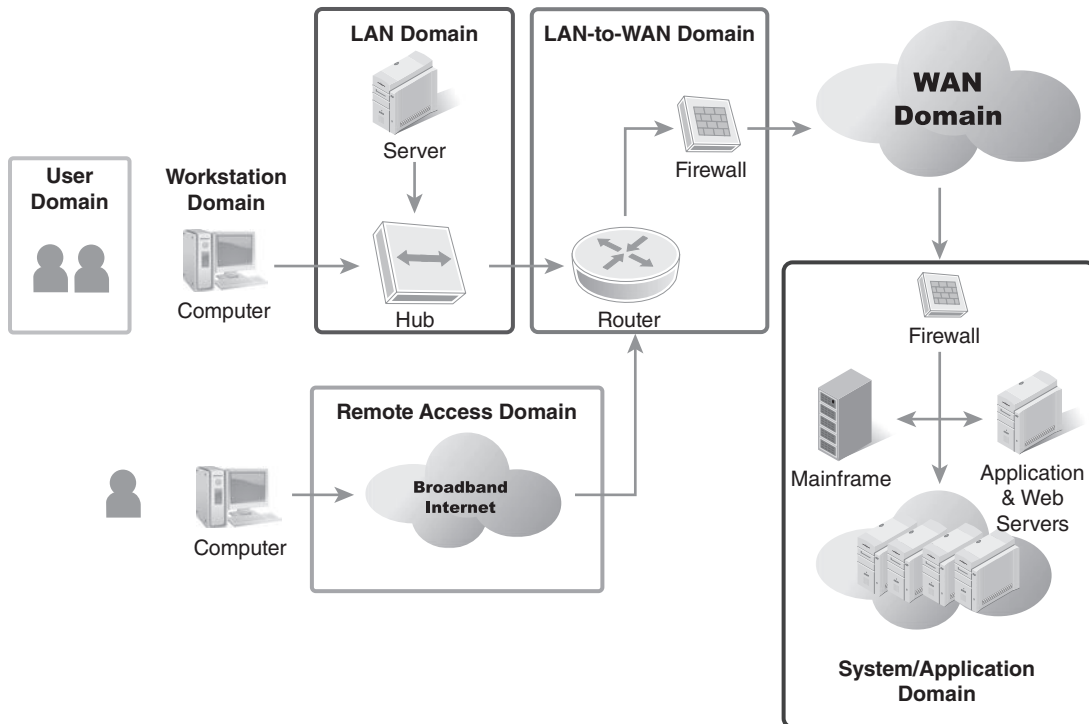 LAN Domain
Server
Hub
LAN-to-WAN Domain
Firewall
Router
WAN
Domain
User
Domain
Workstation
Domain
Computer
Remote Access Domain
Broadband
Internet
Computer
Firewall
Mainframe
Application
& Web
Servers
System/Application
Domain